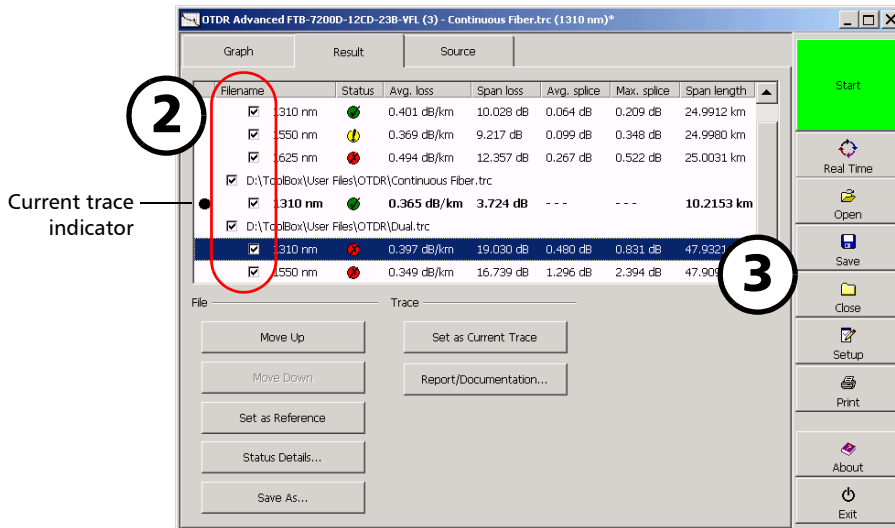 OTDR Advanced FTB-7200D-12CD-23B-VFL (3) - Continuous Fiber.trc (1310 nm)*
Graph Result Source
Filename Status Avg. loss Span loss Avg. splice Max. splice Span length
1310 nm 0.401 dB/km 10.028 dB 0.064 dB 0.209 dB 24.9912 km
1550 nm 0.369 dB/km 9.217 dB 0.099 dB 0.348 dB 24.9980 km
1625 nm 0.494 dB/km 12.357 dB 0.267 dB 0.522 dB 25.0031 km
D:\ToolBox\User Files\OTDR\Continuous Fiber.trc
1310 nm 0.365 dB/km 3.724 dB --- --- 10.2153 km
D:\ToolBox\User Files\OTDR\Dual.trc
1310 nm 0.397 dB/km 19.030 dB 0.480 dB 0.831 dB 47.9321
1550 nm 0.349 dB/km 16.739 dB 1.296 dB 2.394 dB
2
Current trace
indicator
3
File
Move Up
Move Down
Set as Reference
Status Details...
Save As...
Trace
Set as Current Trace
Report/Documentation...
Start
Real Time
Open
Save
Close
Setup
Print
About
Exit